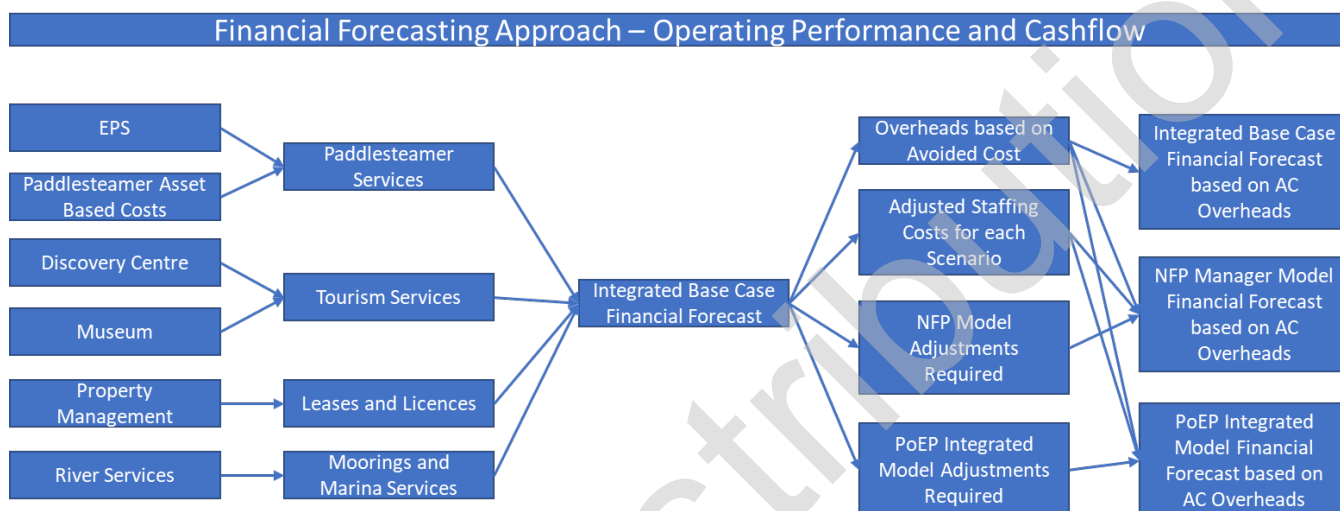 Financial Forecasting Approach – Operating Performance and Cashflow
EPS
Paddlesteamer Asset
Based Costs
Discovery Centre
Museum
Property
Management
River Services
Paddlesteamer
Services
Tourism Services
Leases and Licences
Moorings and
Marina Services
Integrated Base Case
Financial Forecast
Overheads based on
Avoided Cost
Adjusted Staffing
Costs for each
Scenario
NFP Model
Adjustments
Required
PoEP Integrated
Model Adjustments
Required
Integrated Base Case
Financial Forecast
based on AC
Overheads
NFP Manager Model
Financial Forecast
based on AC
Overheads
PoEP Integrated
Model Financial
Forecast based on
AC Overheads